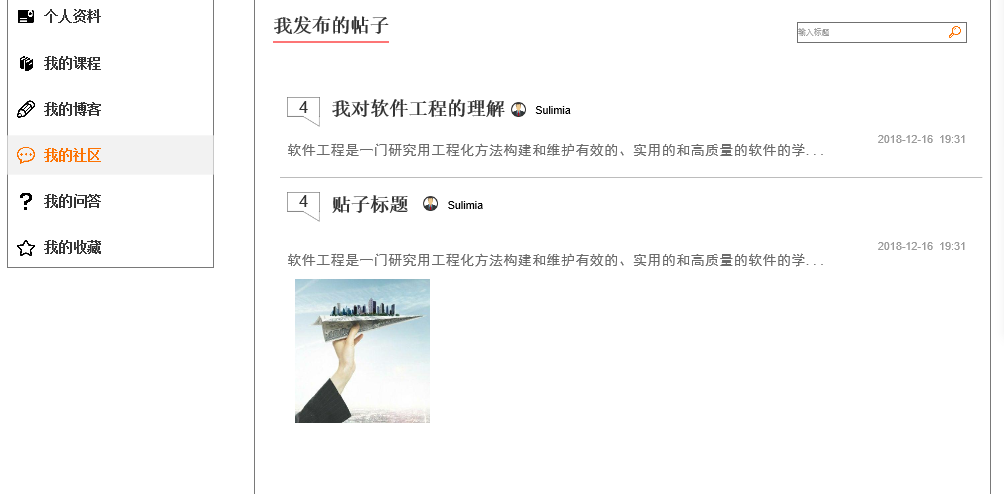 个人资料
我的课程
我的博客
我的社区
我的问答
我的收藏
我发布的帖子
输入标题
4 我对软件工程的理解 Sulimia
2018-12-16 19:31
软件工程是一门研究用工程化方法构建和维护有效的、实用的和高质量的软件的学...
4 贴子标题 Sulimia
2018-12-16 19:31
软件工程是一门研究用工程化方法构建和维护有效的、实用的和高质量的软件的学...